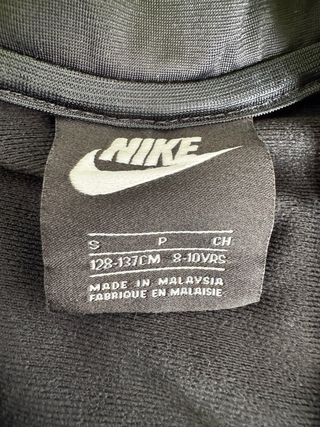 NIKE
S P CH
128-137CM 8-10YRS
MADE IN MALAYSIA
FABRIQUE EN MALAISIE